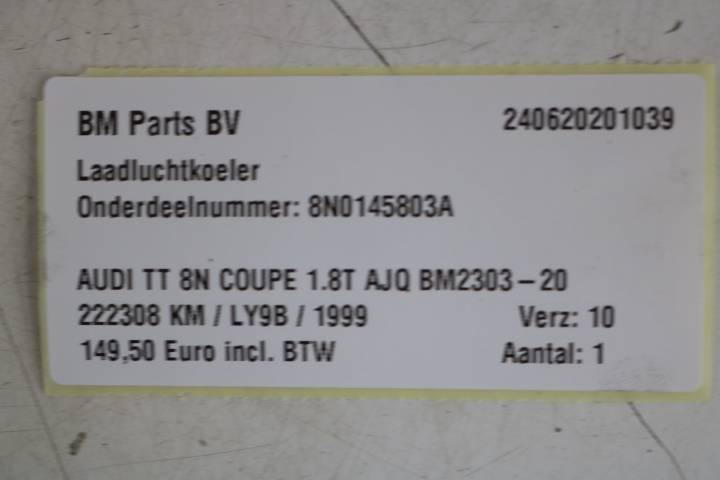 BM Parts BV 240620201039
Laadluchtkoeler
Onderdeelnummer: 8N0145803A
AUDI TT 8N COUPE 1.8T AJQ BM2303-20
222308 KM / LY9B / 1999 Verz: 10
149,50 Euro incl. BTW Aantal: 1